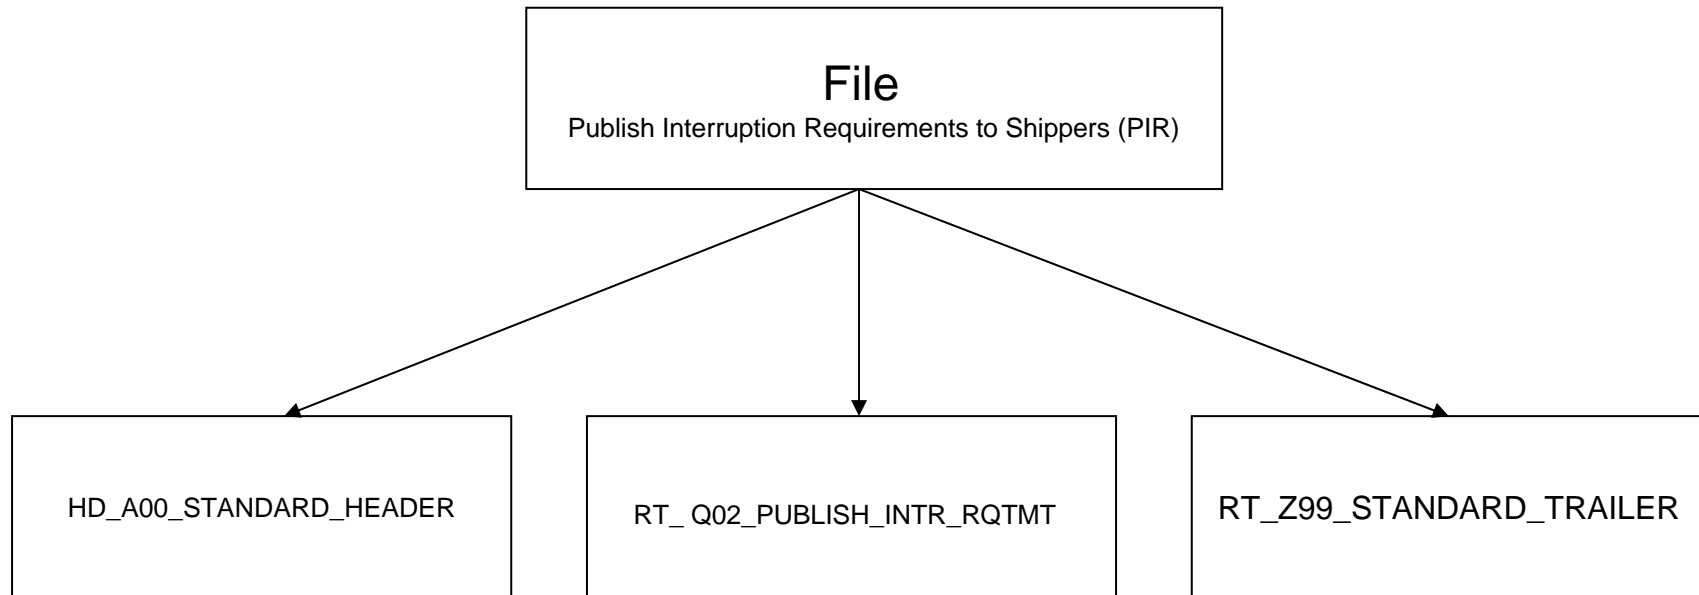 File
Publish Interruption Requirements to Shippers (PIR)
HD_A00_STANDARD_HEADER
RT_ Q02_PUBLISH_INTR_RQTMT
RT_Z99_STANDARD_TRAILER